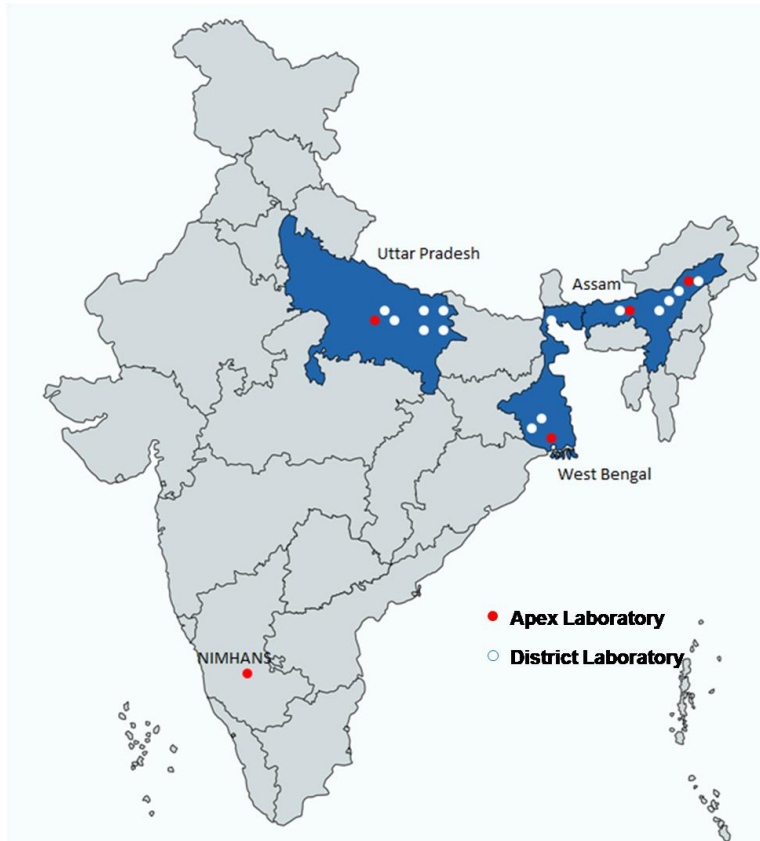 Uttar Pradesh
Assam
West Bengal
Apex Laboratory
District Laboratory
NIMHANS